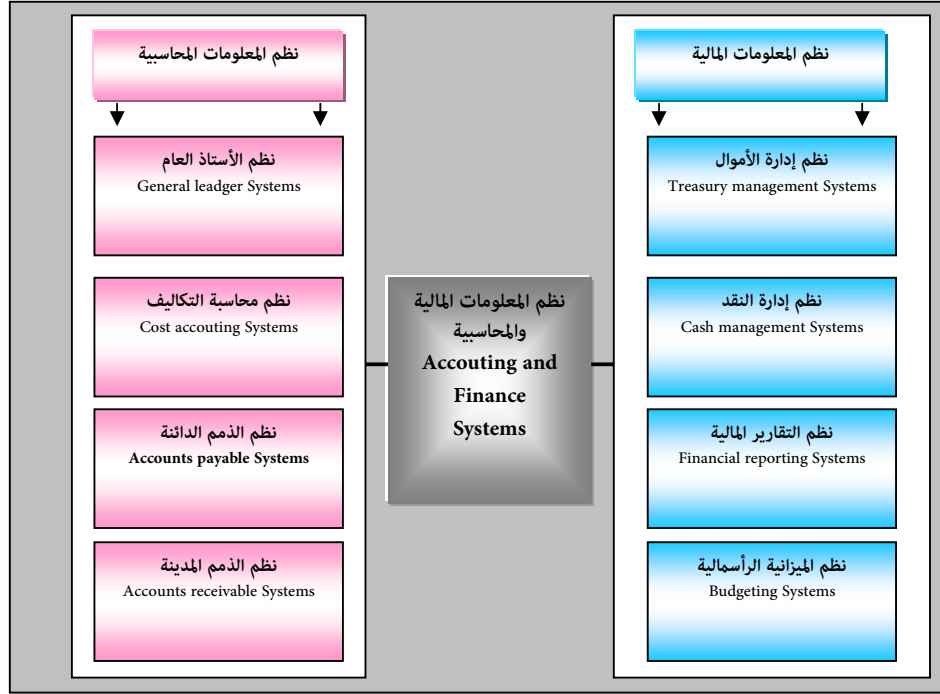 نظم المعلومات المالية
نظم إدارة الأموال
Treasury management Systems
نظم إدارة النقد
Cash management Systems
نظم التقارير المالية
Financial reporting Systems
نظم الميزانية الرأسمالية
Budgeting Systems
نظم المعلومات المالية
والمحاسبية
Accouting and
Finance
Systems
نظم المعلومات المحاسبية
نظم الأستاذ العام
General leadger Systems
نظم محاسبة التكاليف
Cost accouting Systems
نظم الذمم الدائنة
Accounts payable Systems
نظم الذمم المدينة
Accounts receivable Systems